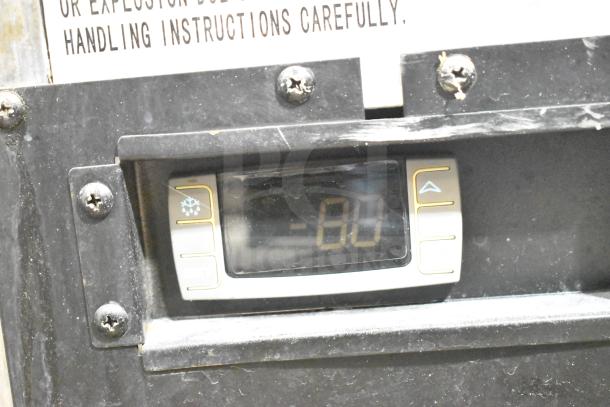 OR EXPLOSION DUE
HANDLING INSTRUCTIONS CAREFULLY.
-80